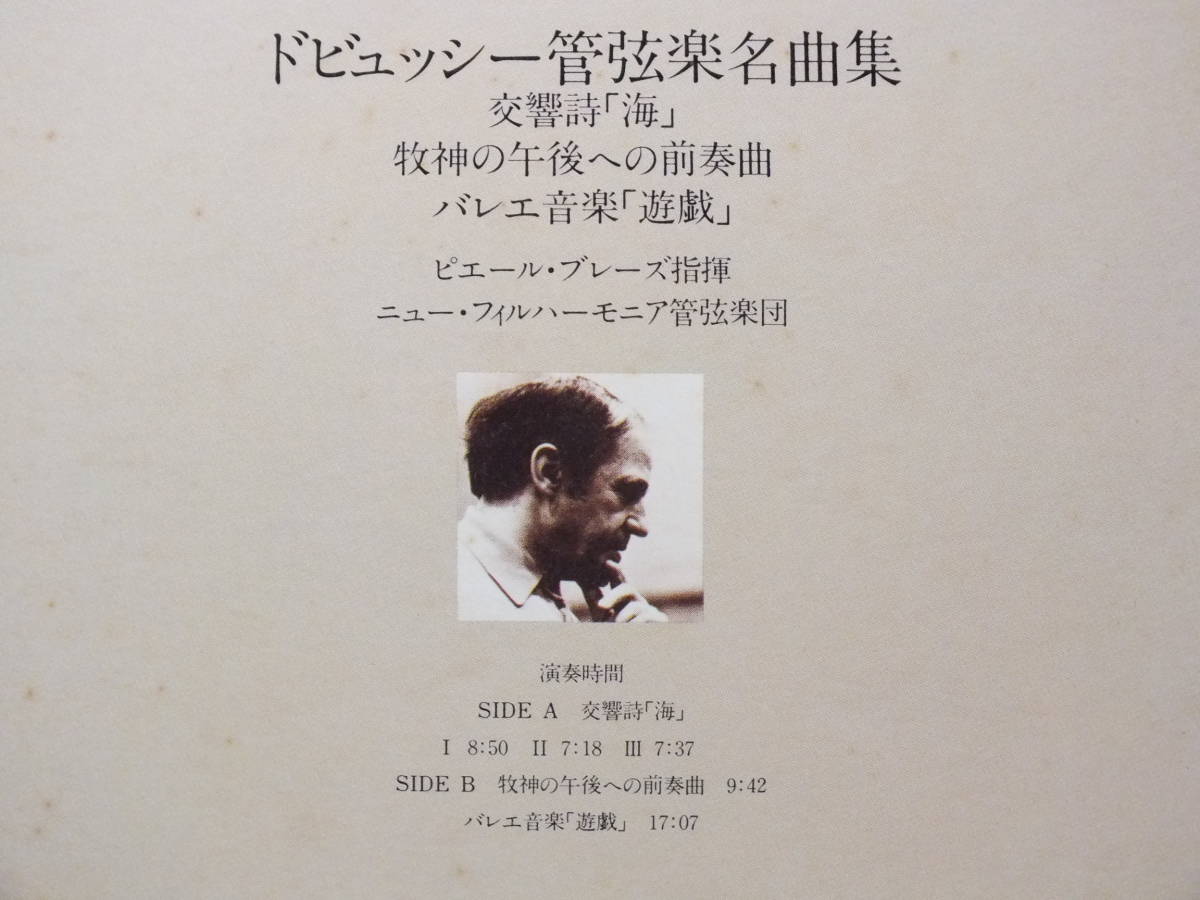 ドビュッシー管弦楽名曲集
交響詩「海」
牧神の午後への前奏曲
バレエ音楽「遊戯」
ピエール・ブレーズ指揮
ニュー・フィルハーモニア管弦楽団
演奏時間
SIDE A 交響詩「海」
I 8:50 II 7:18 III 7:37
SIDE B 牧神の午後への前奏曲 9:42
バレエ音楽「遊戯」 17:07